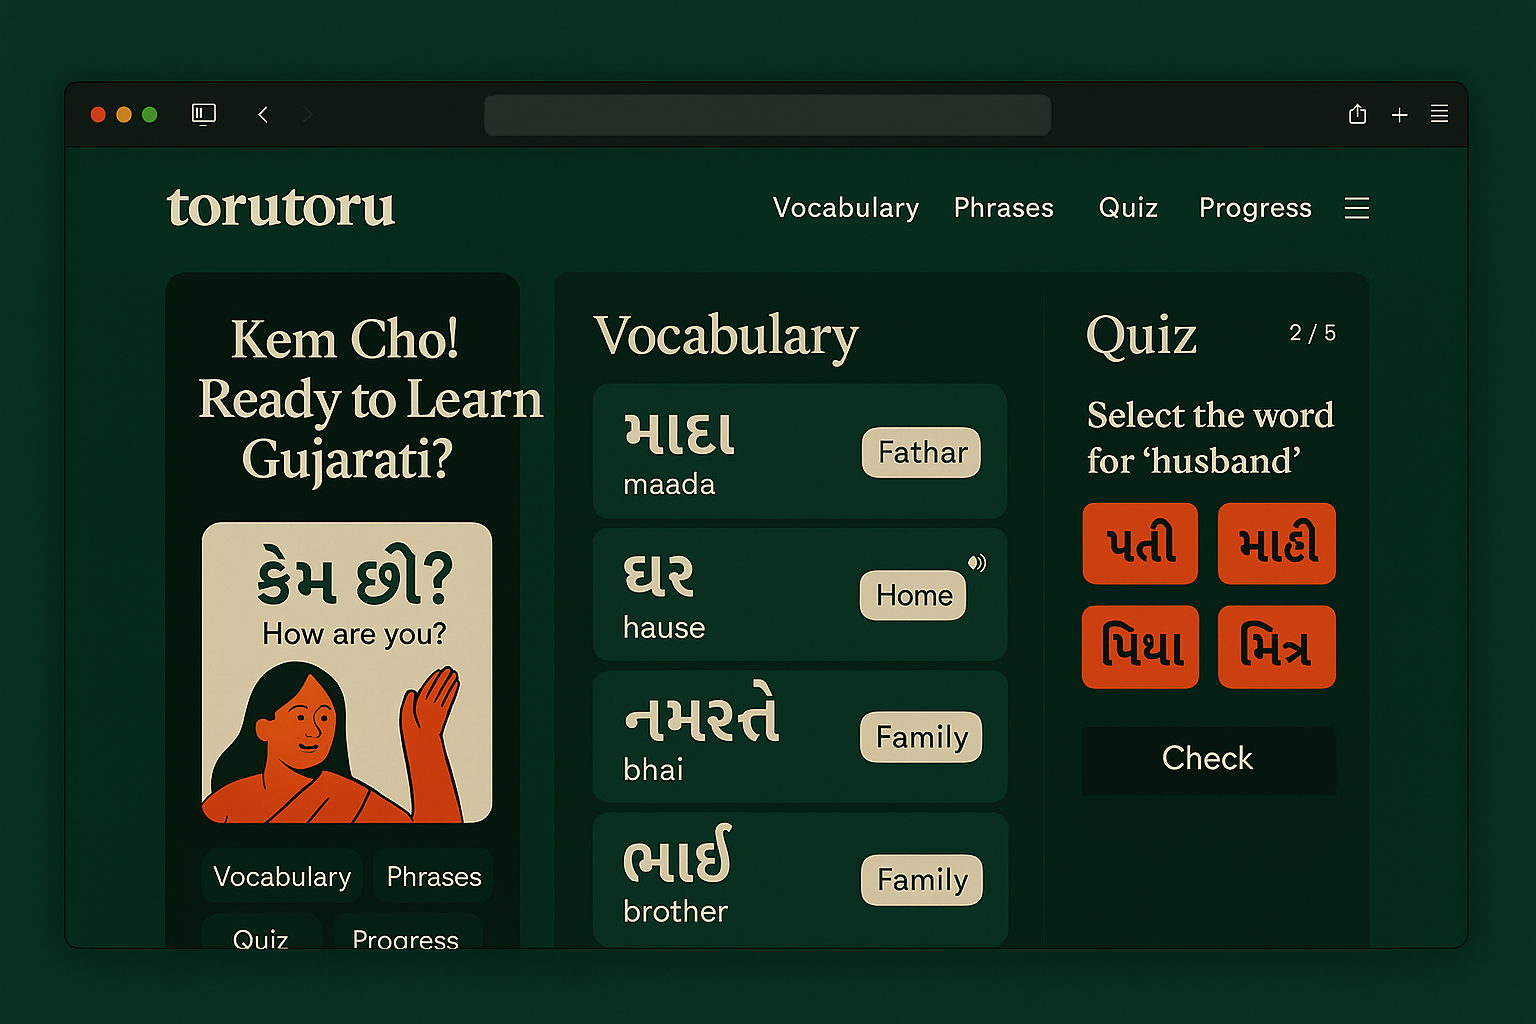 torutoru
Vocabulary Phrases Quiz Progress
Kem Cho!
Ready to Learn
Gujarati?
કેમ છો?
How are you?
Vocabulary Phrases
Quiz Progress
Vocabulary
માદા
maada
Fathar
ઘર
hause
Home
નમસ્તે
bhai
Family
ભાઈ
brother
Family
Quiz 2 / 5
Select the word
for ‘husband’
પતી
પિથા મિત્ર
Check